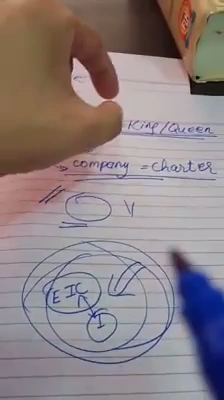 King/Queen
→ company = charter
V
EIC
I